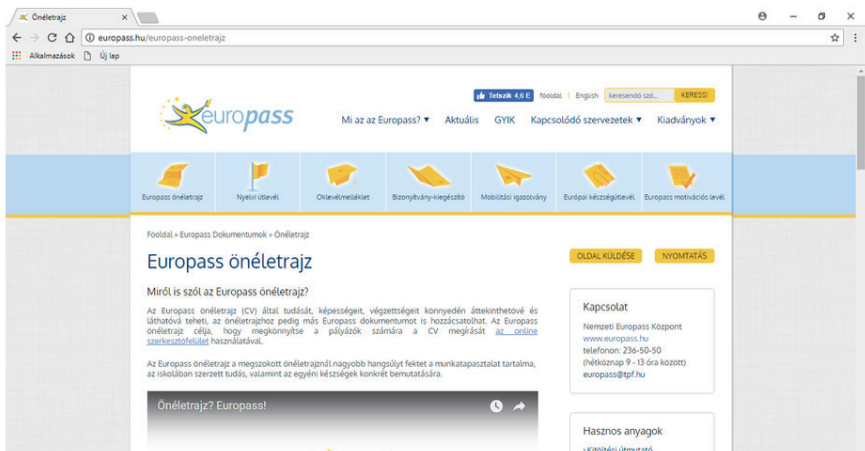 Önéletrajz
europass.hu/europass-oneletrajz
Alkalmazások Új lap
europass
Tetszik 4,6 E főoldal | English keresendő szó... KERESS!
Mi az az Europass? ▾ Aktuális GYIK Kapcsolódó szervezetek ▾ Kiadványok ▾
Europass önéletrajz Nyelvi útlevél Oklevélmelléklet Bizonyítvány-kiegészítő Mobilitási igazolvány Európai készségútlevél Europass motivációs levél
Főoldal » Europass Dokumentumok » Önéletrajz
Europass önéletrajz
OLDAL KÜLDÉSE NYOMTATÁS
Miről is szól az Europass önéletrajz?
Az Europass önéletrajz (CV) által tudását, képességeit, végzettségeit könnyedén áttekinthetővé és
láthatóvá teheti, az önéletrajzhoz pedig más Europass dokumentumot is hozzácsatolhat. Az Europass
önéletrajz célja, hogy megkönnyítse a pályázók számára a CV megírását az online
szerkesztőfelület használatával.
Az Europass önéletrajz a megszokott önéletrajznál nagyobb hangsúlyt fektet a munkatapasztalat tartalma,
az iskolában szerzett tudás, valamint az egyéni készségek konkrét bemutatására.
Önéletrajz? Europass!
Kapcsolat
Nemzeti Europass Központ
www.europass.hu
telefonon: 236-50-50
(hétköznap 9 - 13 óra között)
europass@tpf.hu
Hasznos anyagok
Kitöltési útmutató